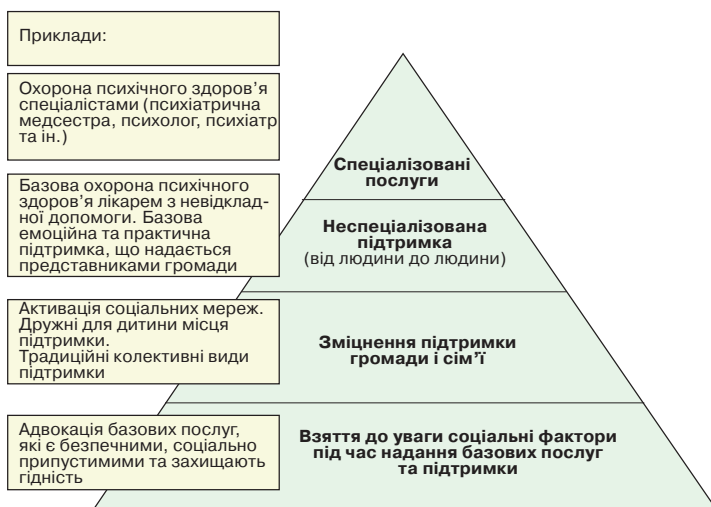 Приклади:
Охорона психічного здоров’я
спеціалістами (психіатрична
медсестра, психолог, психіатр
та ін.)
Спеціалізовані
послуги
Базова охорона психічного
здоров’я лікарем з невідклад-
ної допомоги. Базова
емоційна та практична
підтримка, що надається
представниками громади
Неспеціалізована
підтримка
(від людини до людини)
Активація соціальних мереж.
Дружні для дитини місця
підтримки.
Традиційні колективні види
підтримки
Зміцнення підтримки
громади і сім’ї
Адвокація базових послуг,
які є безпечними, соціально
припустимими та захищають
гідність
Взяття до уваги соціальні фактори
під час надання базових послуг
та підтримки